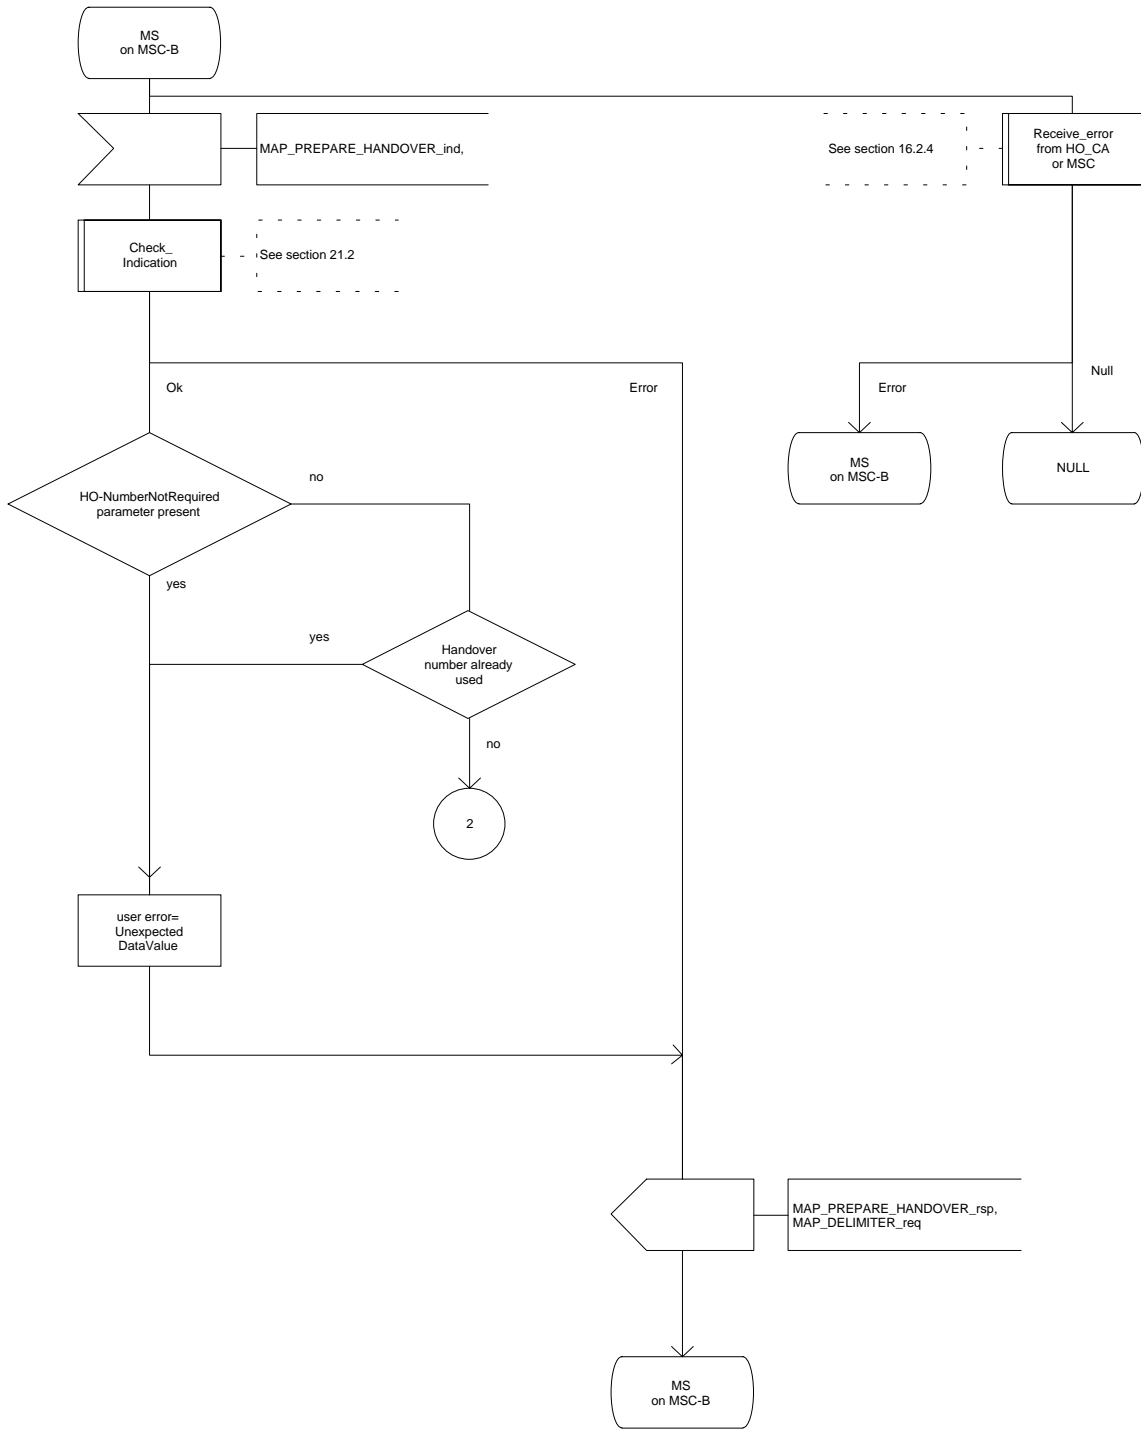 MS
on MSC-B
MAP_PREPARE_HANDOVER_ind,
See section 16.2.4
Receive_error
from HO_CA
or MSC
Check_
Indication
See section 21.2
Ok
Error
Error
Null
MS
on MSC-B
NULL
HO-NumberNotRequired
parameter present
no
yes
yes
Handover
number already
used
no
2
user error=
Unexpected
DataValue
MAP_PREPARE_HANDOVER_rsp,
MAP_DELIMITER_req
MS
on MSC-B